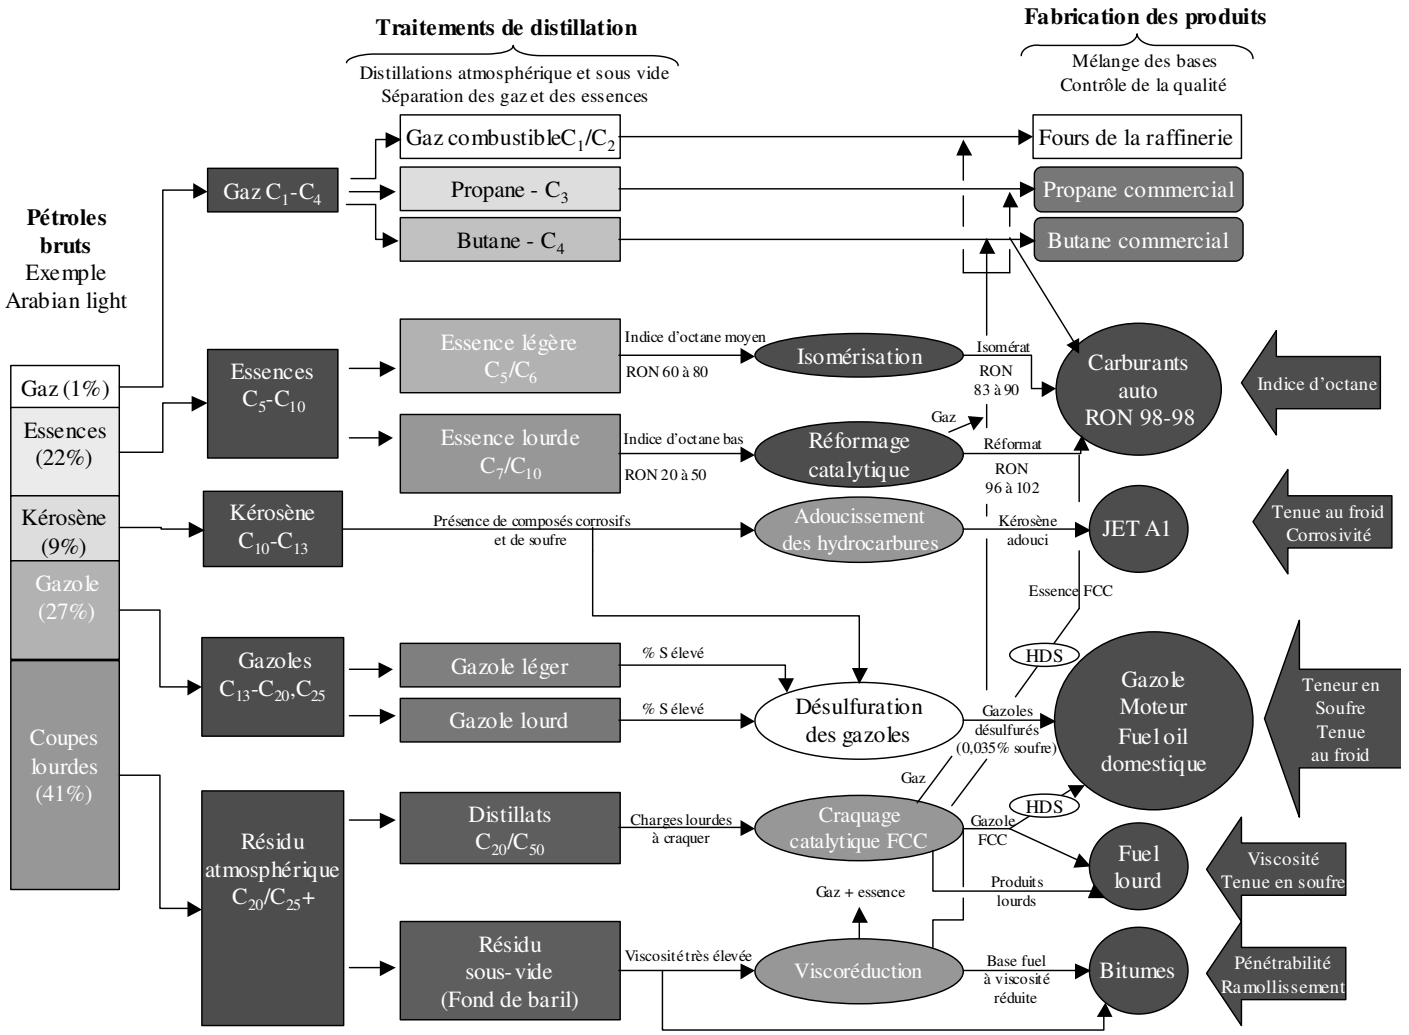 Traitements de distillation
Distillations atmosphérique et sous vide
Séparation des gaz et des essences
Fabrication des produits
Mélange des bases
Contrôle de la qualité
Pétroles
bruts
Exemple
Arabian light
Gaz (1%)
Essences
(22%)
Kérosène
(9%)
Gazole
(27%)
Coupes
lourdes
(41%)
Gaz C1-C4
Gaz combustibleC1/C2
Fours de la raffinerie
Propane - C3
Propane commercial
Butane - C4
Butane commercial
Essences
C5-C10
Essence légère
C5/C6
Indice d'octane moyen
RON 60 à 80
Isomérisation
Isomérat
RON
83 à 90
Carburants
auto
RON 98-98
Indice d'octane
Essence lourde
C7/C10
Indice d'octane bas
RON 20 à 50
Réformage
catalytique
Gaz
Réformat
RON
96 à 102
Kérosène
C10-C13
Présence de composés corrosifs
et de soufre
Adoucissement
des hydrocarbures
Kérosène
adouci
JET A1
Tenue au froid
Corrosivité
Essence FCC
HDS
Gazoles
C13-C20,C25
Gazole léger
% S élevé
Gazole lourd
% S élevé
Désulfuration
des gazoles
Gazoles
désulfurés
(0,035% soufre)
Gazole
Moteur
Fuel oil
domestique
Teneur en
Soufre
Tenue
au froid
Gaz
HDS
Résidu
atmosphérique
C20/C25+
Distillats
C20/C50
Charges lourdes
à craquer
Craquage
catalytique FCC
Gazole
FCC
Produits
lourds
Fuel
lourd
Viscosité
Tenue en soufre
Gaz + essence
Résidu
sous-vide
(Fond de baril)
Viscosité très élevée
Viscoréduction
Base fuel
à viscosité
réduite
Bitumes
Pénétrabilité
Ramollissement